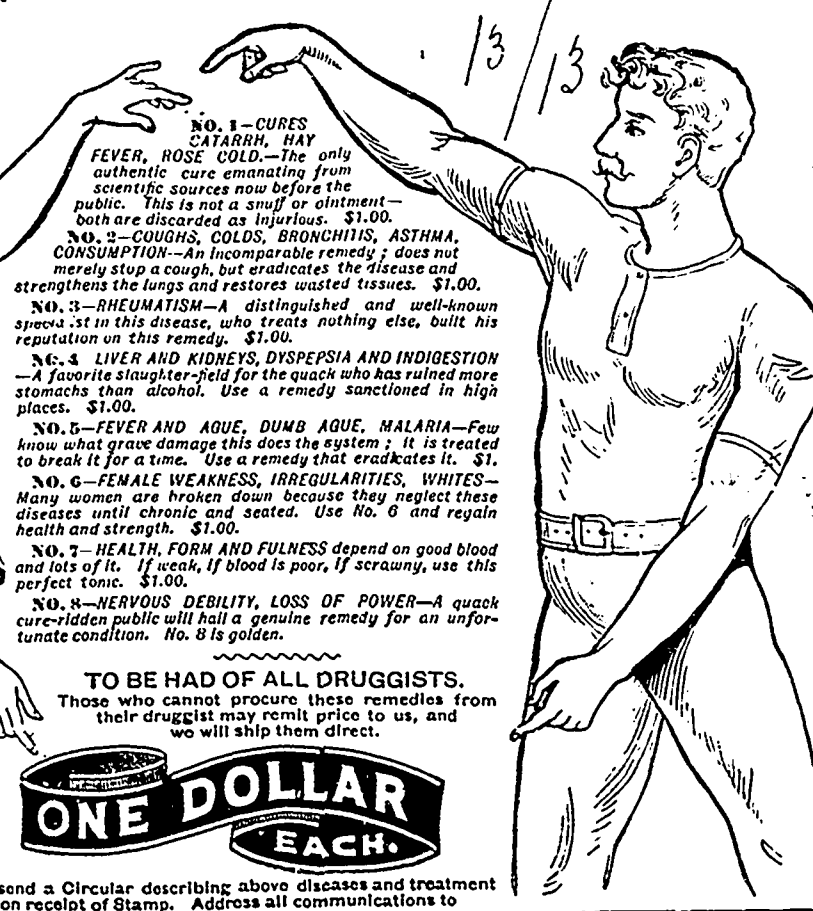 13
13
NO. 1—CURES
CATARRH, HAY
FEVER, ROSE COLD.—The only
authentic cure emanating from
scientific sources now before the
public. This is not a snuff or ointment—
both are discarded as injurious. $1.00.
NO. 2—COUGHS, COLDS, BRONCHITIS, ASTHMA,
CONSUMPTION--An incomparable remedy ; does not
merely stop a cough, but eradicates the disease and
strengthens the lungs and restores wasted tissues. $1.00.
NO. 3—RHEUMATISM—A distinguished and well-known
in this disease, who treats nothing else, built his
reputation on this remedy. $1.00.
NO. 4 LIVER AND KIDNEYS, DYSPEPSIA AND INDIGESTION
—A favorite slaughter-field for the quack who has ruined more
stomachs than alcohol. Use a remedy sanctioned in high
places. $1.00.
NO. 5—FEVER AND AGUE, DUMB AGUE, MALARIA—Few
know what grave damage this does the system ; it is treated
to break it for a time. Use a remedy that eradicates it. $1.
NO. 6—FEMALE WEAKNESS, IRREGULARITIES, WHITES—
Many women are broken down because they neglect these
diseases until chronic and seated. Use No. 6 and regain
health and strength. $1.00.
NO. 7—HEALTH, FORM AND FULNESS depend on good blood
and lots of it. If weak, if blood is poor, if scrawny, use this
perfect tonic. $1.00.
NO. 8—NERVOUS DEBILITY, LOSS OF POWER—A quack
cure-ridden public will hail a genuine remedy for an unfor-
tunate condition. No. 8 is golden.
TO BE HAD OF ALL DRUGGISTS.
Those who cannot procure these remedies from
their druggist may remit price to us, and
we will ship them direct.
ONE DOLLAR
EACH.
send a Circular describing above diseases and treatment
on receipt of Stamp. Address all communications to